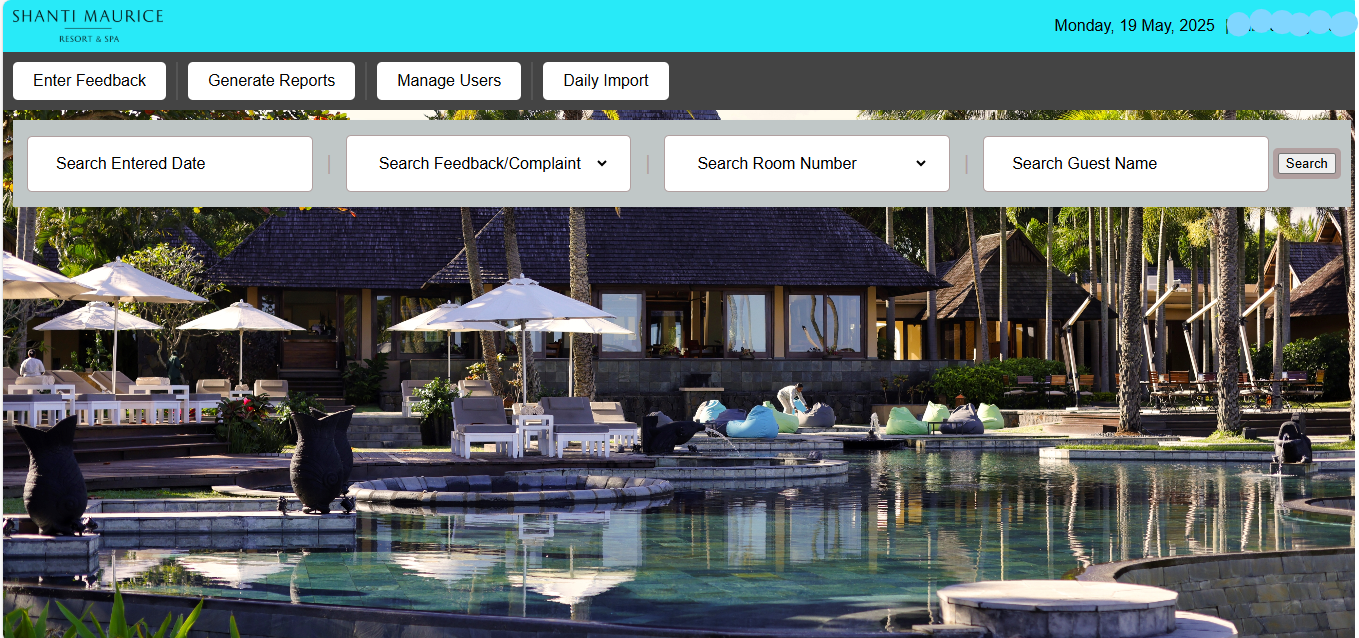 SHANTI MAURICE
RESORT & SPA
Monday, 19 May, 2025
Enter Feedback
Generate Reports
Manage Users
Daily Import
Search Entered Date
Search Feedback/Complaint
Search Room Number
Search Guest Name
Search